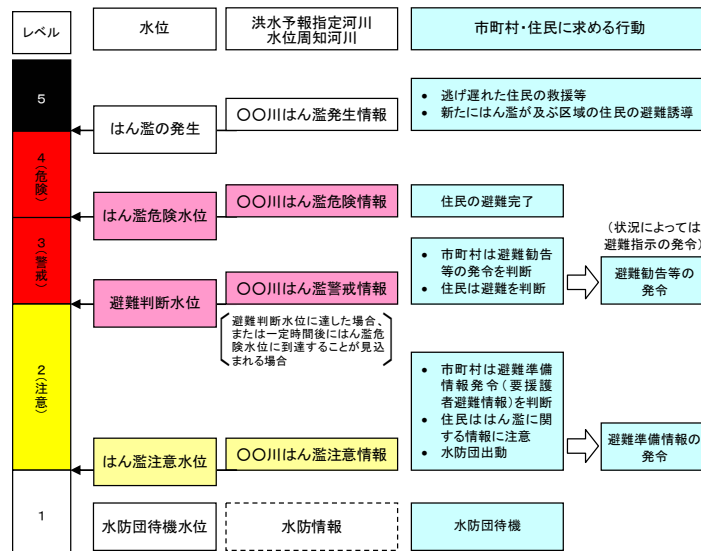 レベル
水位
洪水予報指定河川
水位周知河川
市町村・住民に求める行動
5
はん濫の発生
〇〇川はん濫発生情報
• 逃げ遅れた住民の救援等
• 新たにはん濫が及ぶ区域の住民の避難誘導
4(危険)
はん濫危険水位
〇〇川はん濫危険情報
住民の避難完了
3(警戒)
避難判断水位
〇〇川はん濫警戒情報
• 市町村は避難勧告
等の発令を判断
• 住民は避難を判断
(状況によっては
避難指示の発令)
避難勧告等の
発令
避難判断水位に達した場合、
または一定時間後にはん濫危
険水位に到達することが見込
まれる場合
2(注意)
はん濫注意水位
〇〇川はん濫注意情報
• 市町村は避難準備
情報発令(要援護
者避難情報)を判断
• 住民ははん濫に関
する情報に注意
• 水防団出動
避難準備情報の
発令
1
水防団待機水位
水防情報
水防団待機